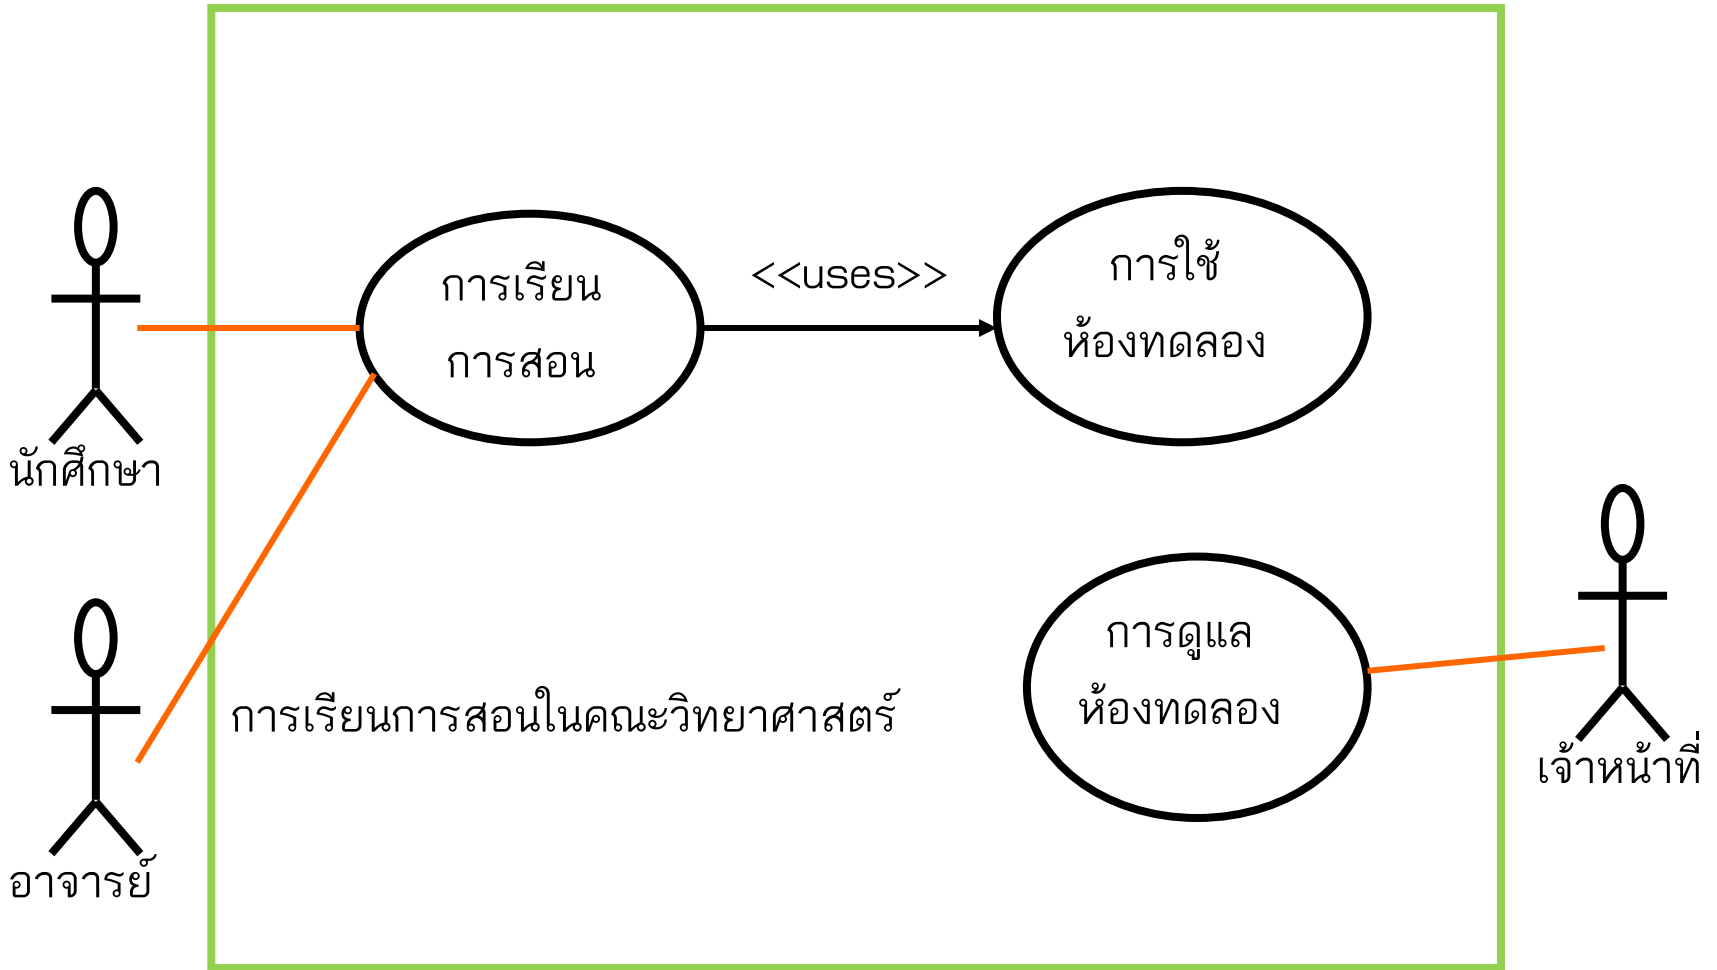 การเรียน
การสอน
<<uses>>
การใช้
ห้องทดลอง
นักศึกษา
การดูแล
ห้องทดลอง
การเรียนการสอนในคณะวิทยาศาสตร์
เจ้าหน้าที่
อาจารย์